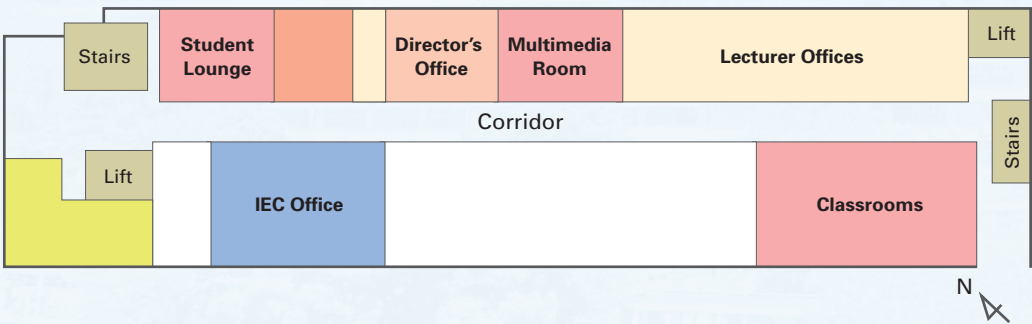 Stairs
Student
Lounge
Director's
Office
Multimedia
Room
Lecturer Offices
Lift
Corridor
Stairs
Lift
IEC Office
Classrooms
N